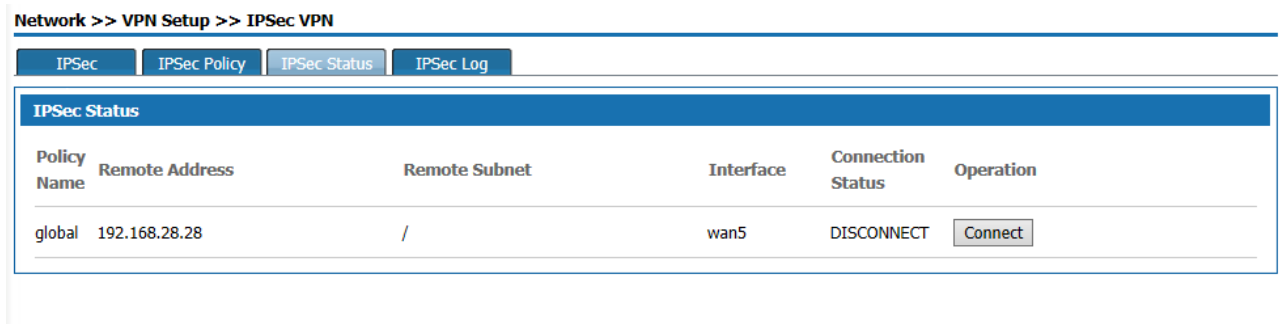 Network >> VPN Setup >> IPSec VPN
IPSec IPSec Policy IPSec Status IPSec Log
IPSec Status
Policy Name Remote Address Remote Subnet Interface Connection Status Operation
global 192.168.28.28 / wan5 DISCONNECT Connect